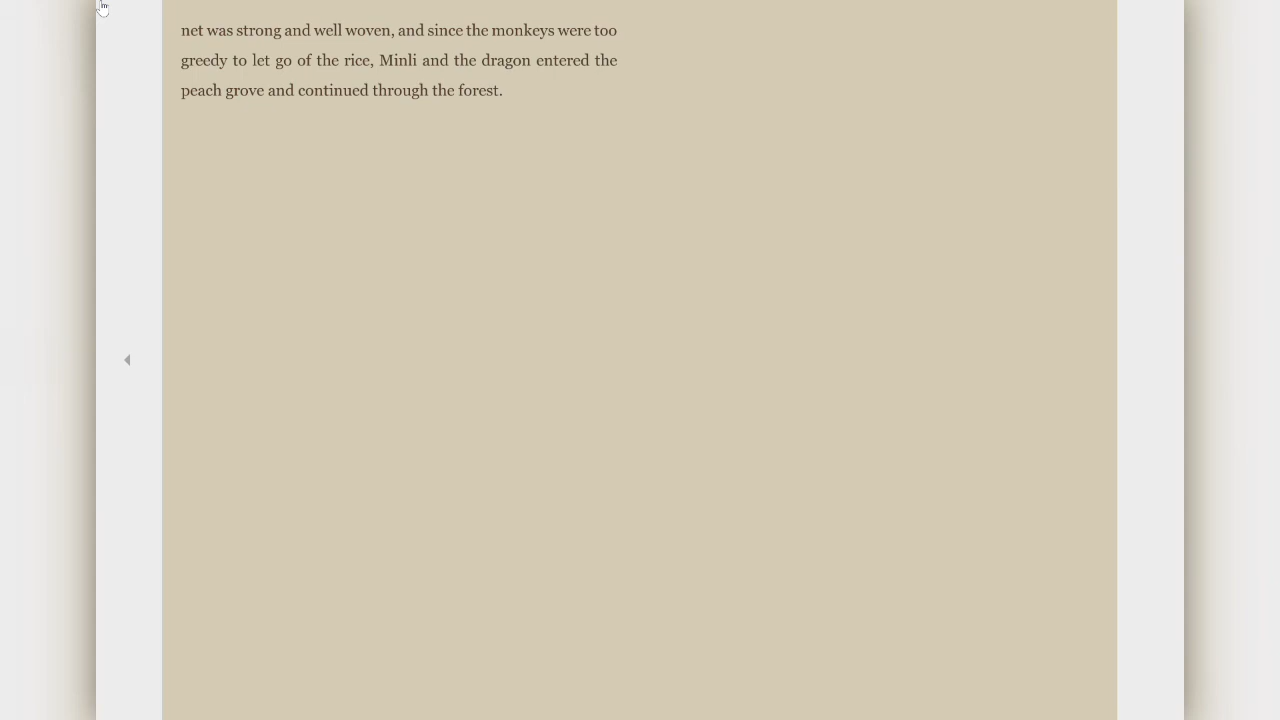 net was strong and well woven, and since the monkeys were too
greedy to let go of the rice, Minli and the dragon entered the
peach grove and continued through the forest.